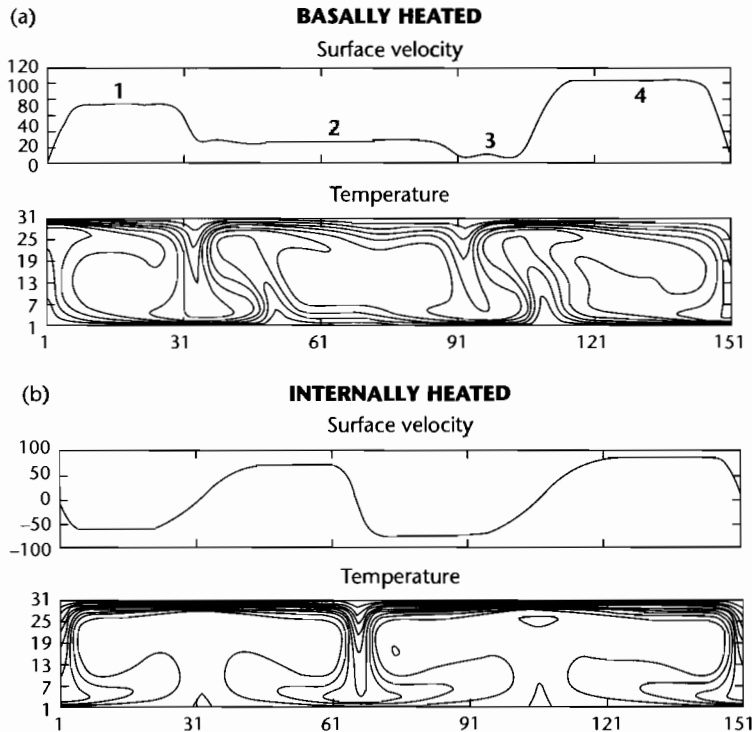 (a)
BASALLY HEATED
Surface velocity
120
100
80
60
40
20
0
1
2
3
4
Temperature
31
25
19
13
7
1
1 31 61 91 121 151
(b)
INTERNALLY HEATED
Surface velocity
100
50
0
−50
−100
Temperature
31
25
19
13
7
1
1 31 61 91 121 151